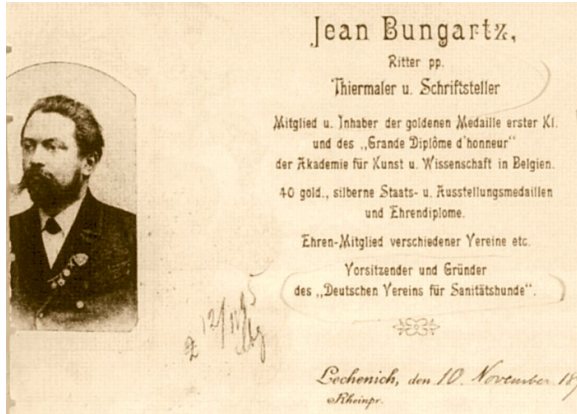 Jean Bungartz,
Ritter pp.
Thiermaler u. Schriftsteller
Mitglied u. Inhaber der goldenen Medaille erster Kl.
und des „Grande Diplôme d'honneur"
der Akademie für Kunst u. Wissenschaft in Belgien.
40 gold., silberne Staats- u. Ausstellungsmedaillen
und Ehrendiplome.
Ehren-Mitglied verschiedener Vereine etc.
Vorsitzender und Gründer
des „Deutschen Vereins für Sanitätshunde".
Lechenich, den 10. November 18
Rheinpr.